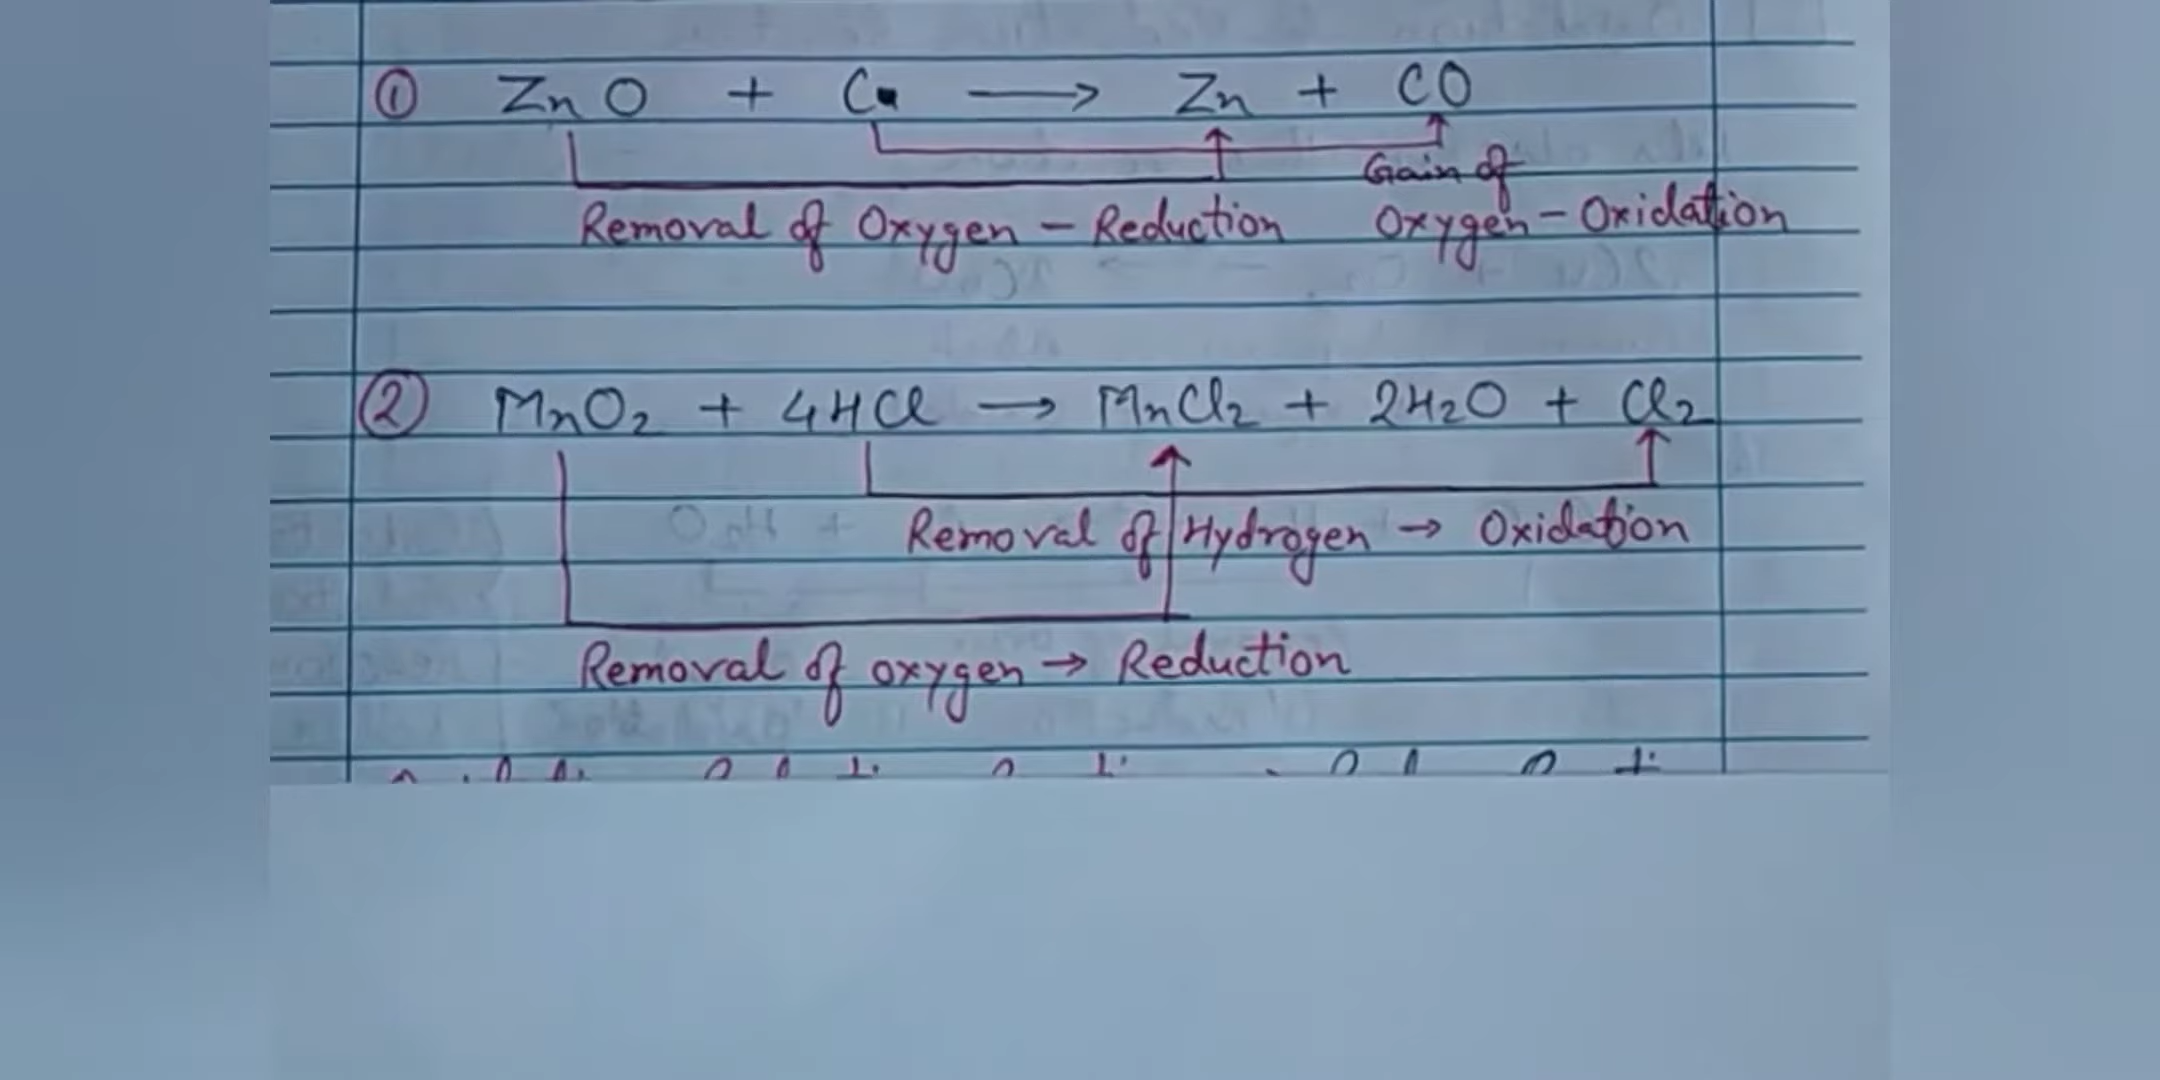 ① ZnO + C → Zn + CO
Gain of
Removal of Oxygen - Reduction Oxygen - Oxidation
② MnO₂ + 4HCl → MnCl₂ + 2H₂O + Cl₂
Removal of Hydrogen → Oxidation
Removal of oxygen → Reduction